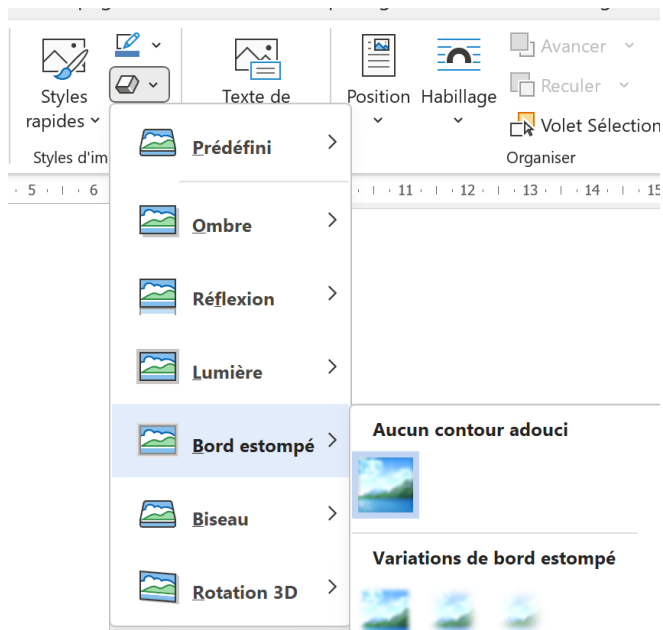 Avancer
Reculer
Volet Sélection
Styles
rapides
Texte de
Position
Habillage
Styles d'im
Organiser
5 6 11 12 13 14 15
Prédéfini
Ombre
Réflexion
Lumière
Bord estompé
Biseau
Rotation 3D
Aucun contour adouci
Variations de bord estompé